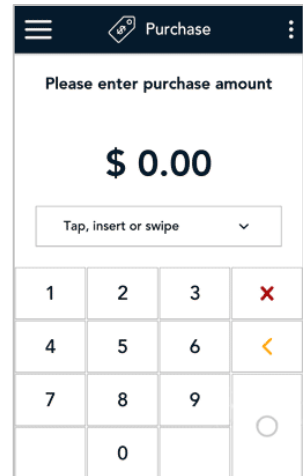 Purchase
Please enter purchase amount
$ 0.00
Tap, insert or swipe
1 2 3
4 5 6
7 8 9
0